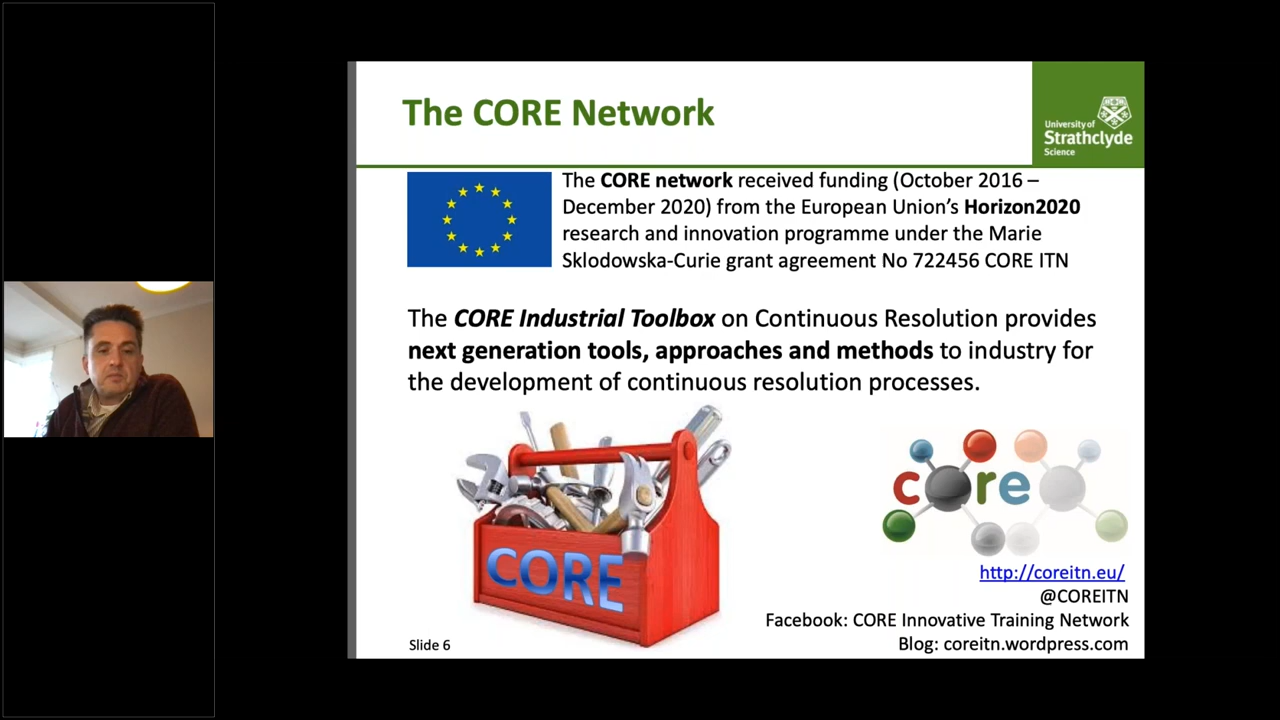 The CORE Network
University of
Strathclyde
Science
The CORE network received funding (October 2016 –
December 2020) from the European Union's Horizon2020
research and innovation programme under the Marie
Sklodowska-Curie grant agreement No 722456 CORE ITN
The CORE Industrial Toolbox on Continuous Resolution provides
next generation tools, approaches and methods to industry for
the development of continuous resolution processes.
CORE
core
http://coreitn.eu/
@COREITN
Facebook: CORE Innovative Training Network
Blog: coreitn.wordpress.com
Slide 6